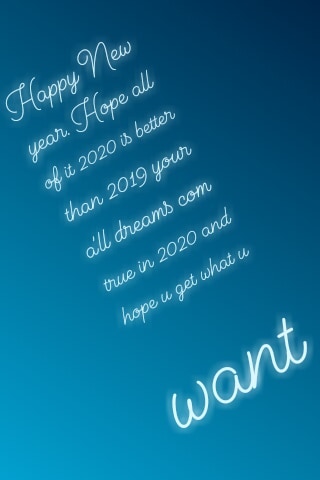 Happy New
year. Hope all
of it 2020 is better
than 2019 your
a'll dreams com
true in 2020 and
hope u get what u
want